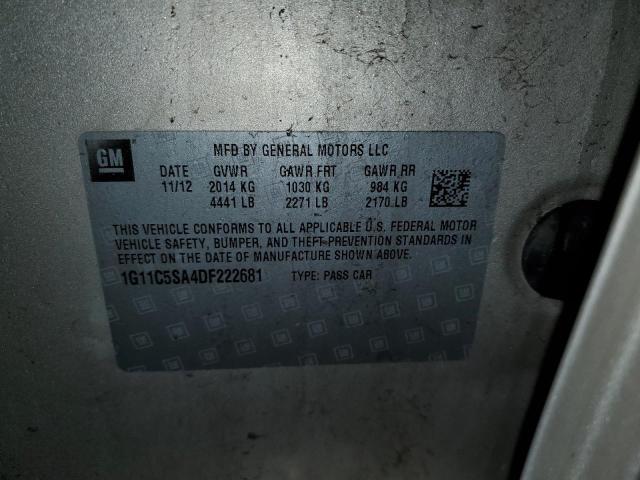 GM
MFD BY GENERAL MOTORS LLC
DATE GVWR GAWR FRT GAWR RR
11/12 2014 KG 1030 KG 984 KG
4441 LB 2271 LB 2170 LB
THIS VEHICLE CONFORMS TO ALL APPLICABLE U.S. FEDERAL MOTOR
VEHICLE SAFETY, BUMPER, AND THEFT PREVENTION STANDARDS IN
EFFECT ON THE DATE OF MANUFACTURE SHOWN ABOVE.
1G11C5SA4DF222681 TYPE: PASS CAR